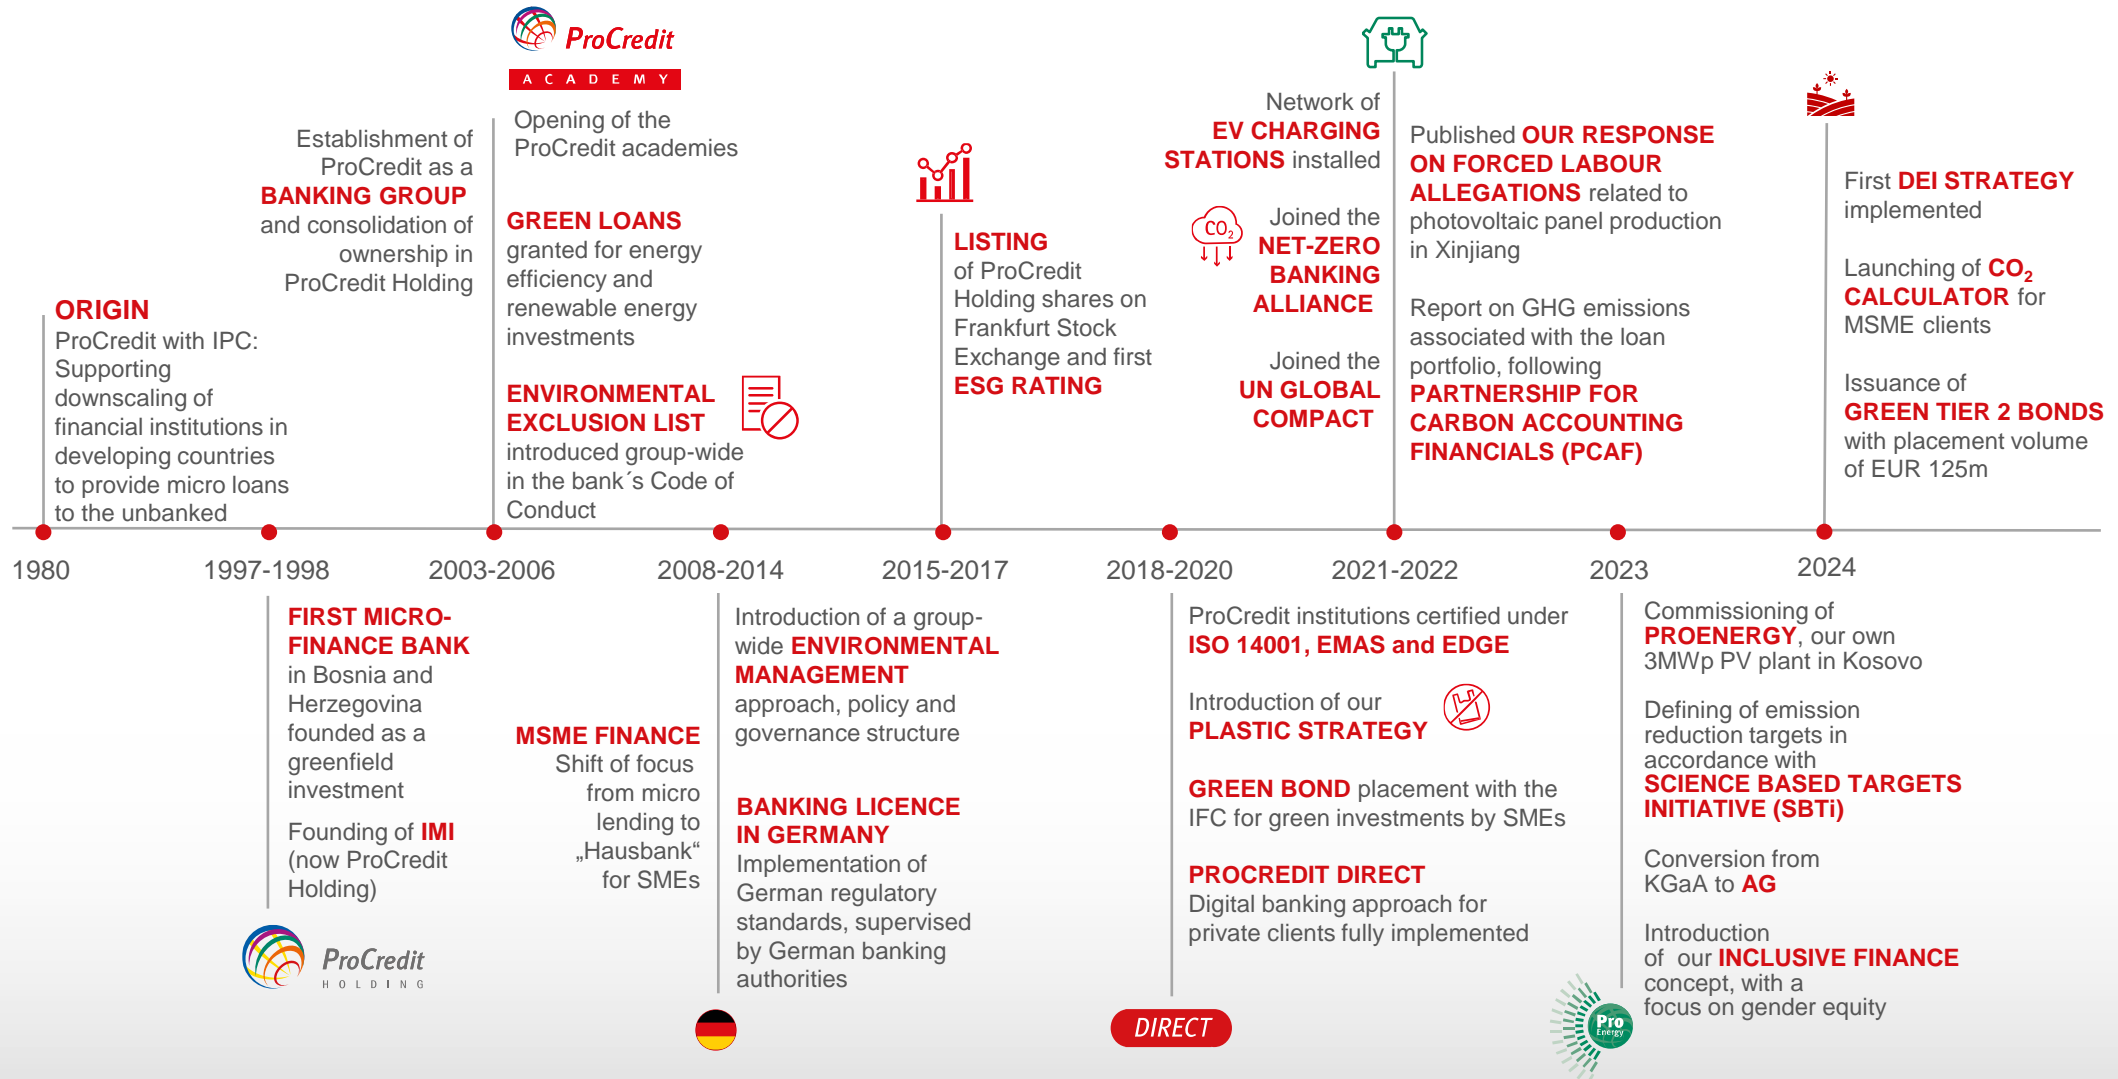 ProCredit
ACADEMY
ORIGIN
ProCredit with IPC:
Supporting
downscaling of
financial institutions in
developing countries
to provide micro loans
to the unbanked
Establishment of
ProCredit as a
BANKING GROUP
and consolidation of
ownership in
ProCredit Holding
Opening of the
ProCredit academies
GREEN LOANS
granted for energy
efficiency and
renewable energy
investments
ENVIRONMENTAL
EXCLUSION LIST
introduced group-wide
in the bank´s Code of
Conduct
LISTING
of ProCredit
Holding shares on
Frankfurt Stock
Exchange and first
ESG RATING
Network of
EV CHARGING
STATIONS installed
CO2
Joined the
NET-ZERO
BANKING
ALLIANCE
Joined the
UN GLOBAL
COMPACT
Published OUR RESPONSE
ON FORCED LABOUR
ALLEGATIONS related to
photovoltaic panel production
in Xinjiang
Report on GHG emissions
associated with the loan
portfolio, following
PARTNERSHIP FOR
CARBON ACCOUNTING
FINANCIALS (PCAF)
First DEI STRATEGY
implemented
Launching of CO2
CALCULATOR for
MSME clients
Issuance of
GREEN TIER 2 BONDS
with placement volume
of EUR 125m
1980
1997-1998
2003-2006
2008-2014
2015-2017
2018-2020
2021-2022
2023
2024
FIRST MICRO-
FINANCE BANK
in Bosnia and
Herzegovina
founded as a
greenfield
investment
Founding of IMI
(now ProCredit
Holding)
ProCredit
HOLDING
MSME FINANCE
Shift of focus
from micro
lending to
„Hausbank“
for SMEs
Introduction of a group-
wide ENVIRONMENTAL
MANAGEMENT
approach, policy and
governance structure
BANKING LICENCE
IN GERMANY
Implementation of
German regulatory
standards, supervised
by German banking
authorities
ProCredit institutions certified under
ISO 14001, EMAS and EDGE
Introduction of our
PLASTIC STRATEGY
GREEN BOND placement with the
IFC for green investments by SMEs
PROCREDIT DIRECT
Digital banking approach for
private clients fully implemented
DIRECT
Commissioning of
PROENERGY, our own
3MWp PV plant in Kosovo
Defining of emission
reduction targets in
accordance with
SCIENCE BASED TARGETS
INITIATIVE (SBTi)
Conversion from
KGaA to AG
Introduction
of our INCLUSIVE FINANCE
concept, with a
focus on gender equity
Pro
Energy